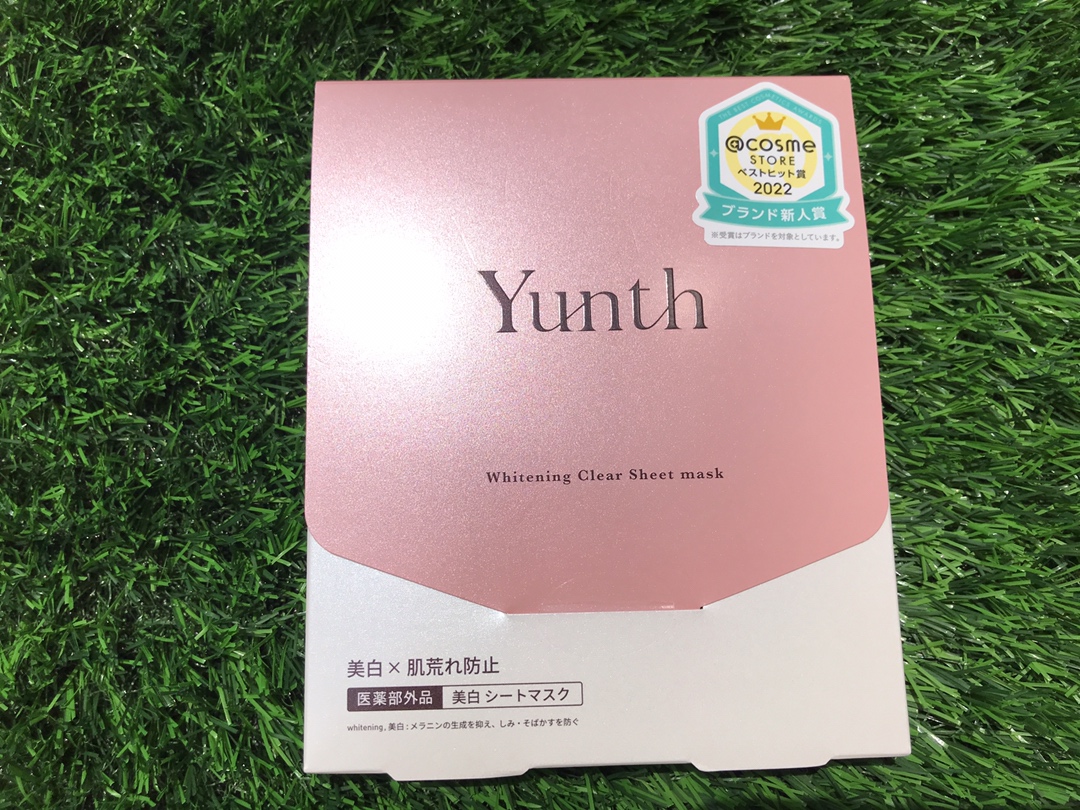 THE BEST COSMETICS AWARDS
@cosme
STORE
ベストヒット賞
2022
ブランド新人賞
※受賞はブランドを対象としています。
Yunth
Whitening Clear Sheet mask
美白×肌荒れ防止
医薬部外品 美白 シートマスク
whitening, 美白:メラニンの生成を抑え、しみ・そばかすを防ぐ